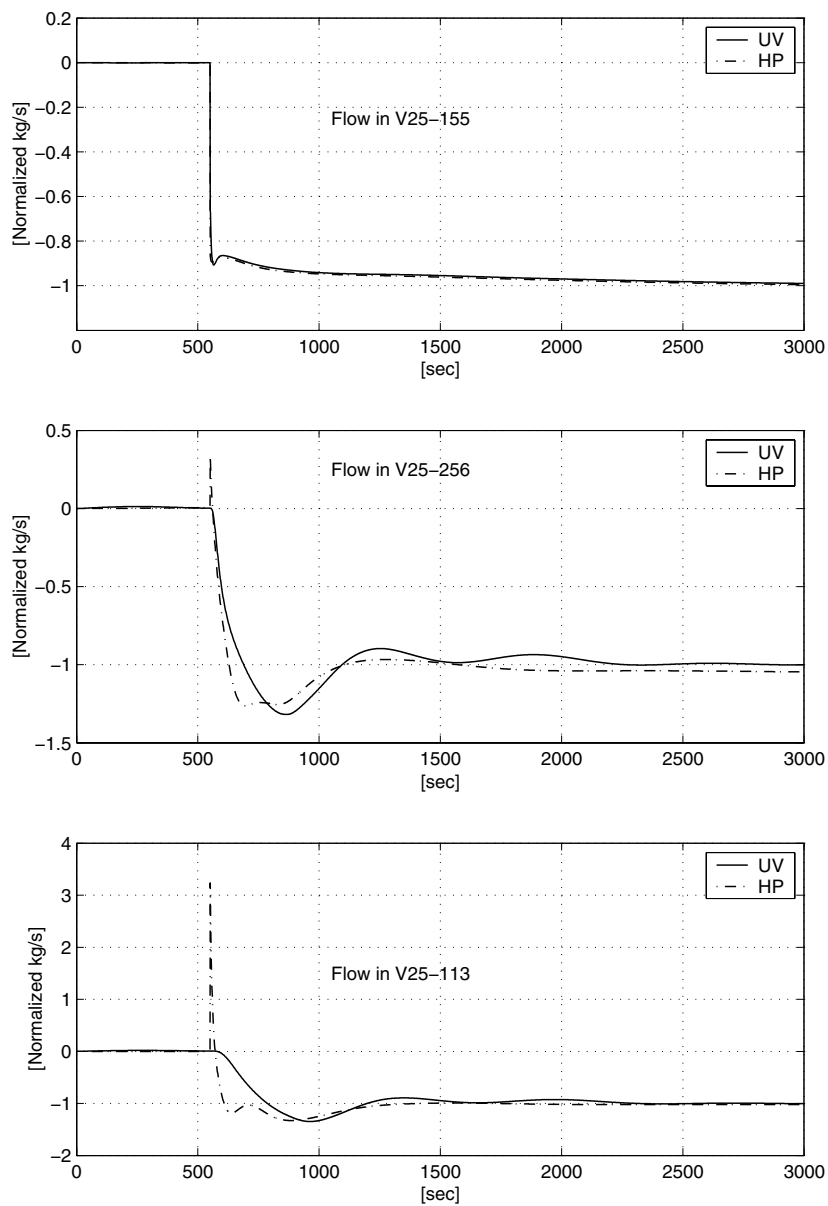 0.2
UV
HP
0
Flow in V25−155
−0.2
−0.4
−0.6
−0.8
−1
[Normalized kg/s]
0 500 1000 1500 2000 2500 3000
[sec]
0.5
UV
HP
Flow in V25−256
0
−0.5
−1
−1.5
[Normalized kg/s]
0 500 1000 1500 2000 2500 3000
[sec]
4
UV
HP
3
2
Flow in V25−113
1
0
−1
−2
[Normalized kg/s]
0 500 1000 1500 2000 2500 3000
[sec]